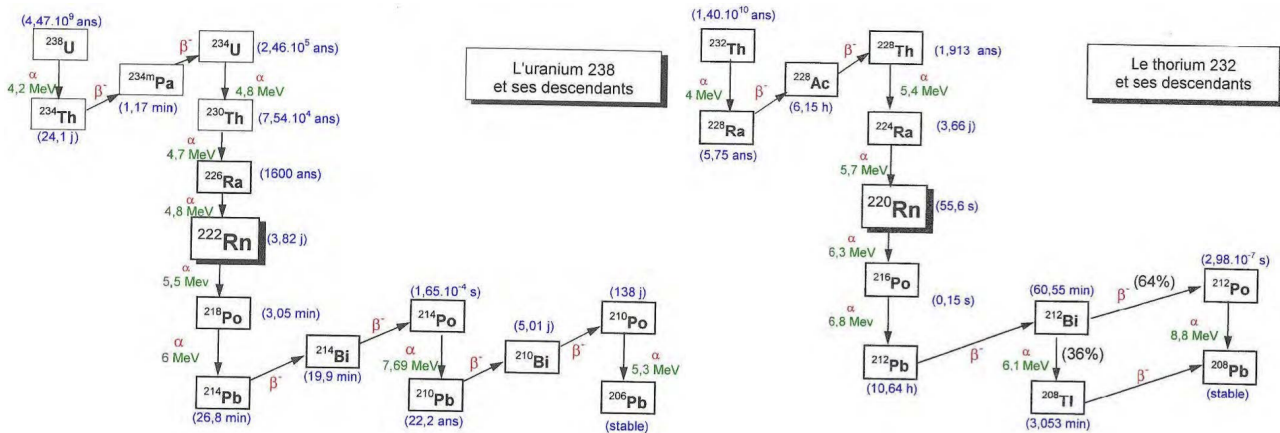 (4,47.10⁹ ans)
²³⁸U
α
4,2 MeV
²³⁴Th
(24,1 j)
β⁻
²³⁴ᵐPa
(1,17 min)
β⁻
²³⁴U
(2,46.10⁵ ans)
α
4,8 MeV
²³⁰Th
(7,54.10⁴ ans)
α
4,7 MeV
²²⁶Ra
(1600 ans)
α
4,8 MeV
²²²Rn
(3,82 j)
α
5,5 Mev
²¹⁸Po
(3,05 min)
α
6 MeV
²¹⁴Pb
(26,8 min)
β⁻
²¹⁴Bi
(19,9 min)
β⁻
(1,65.10⁻⁴ s)
²¹⁴Po
α
7,69 MeV
²¹⁰Pb
(22,2 ans)
β⁻
(5,01 j)
²¹⁰Bi
β⁻
(138 j)
²¹⁰Po
α
5,3 MeV
²⁰⁶Pb
(stable)
L'uranium 238
et ses descendants
(1,40.10¹⁰ ans)
²³²Th
α
4 MeV
²²⁸Ra
(5,75 ans)
β⁻
²²⁸Ac
(6,15 h)
β⁻
²²⁸Th
(1,913 ans)
α
5,4 MeV
²²⁴Ra
(3,66 j)
α
5,7 MeV
²²⁰Rn
(55,6 s)
α
6,3 MeV
²¹⁶Po
(0,15 s)
α
6,8 Mev
²¹²Pb
(10,64 h)
β⁻
(60,55 min)
²¹²Bi
β⁻
(64%)
(2,98.10⁻⁷ s)
²¹²Po
α
8,8 MeV
²⁰⁸Pb
(stable)
α
6,1 MeV
(36%)
²⁰⁸Tl
(3,053 min)
β⁻
Le thorium 232
et ses descendants